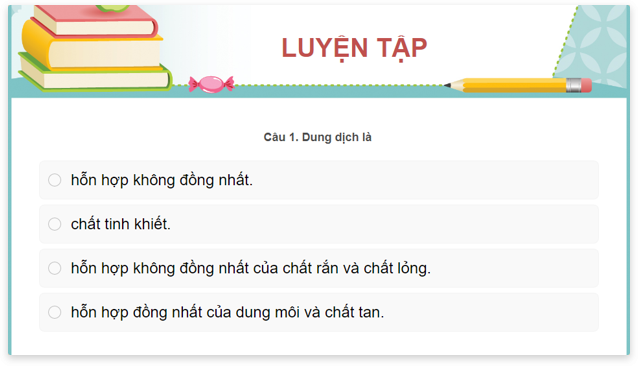 LUYỆN TẬP
Câu 1. Dung dịch là
hỗn hợp không đồng nhất.
chất tinh khiết.
hỗn hợp không đồng nhất của chất rắn và chất lỏng.
hỗn hợp đồng nhất của dung môi và chất tan.